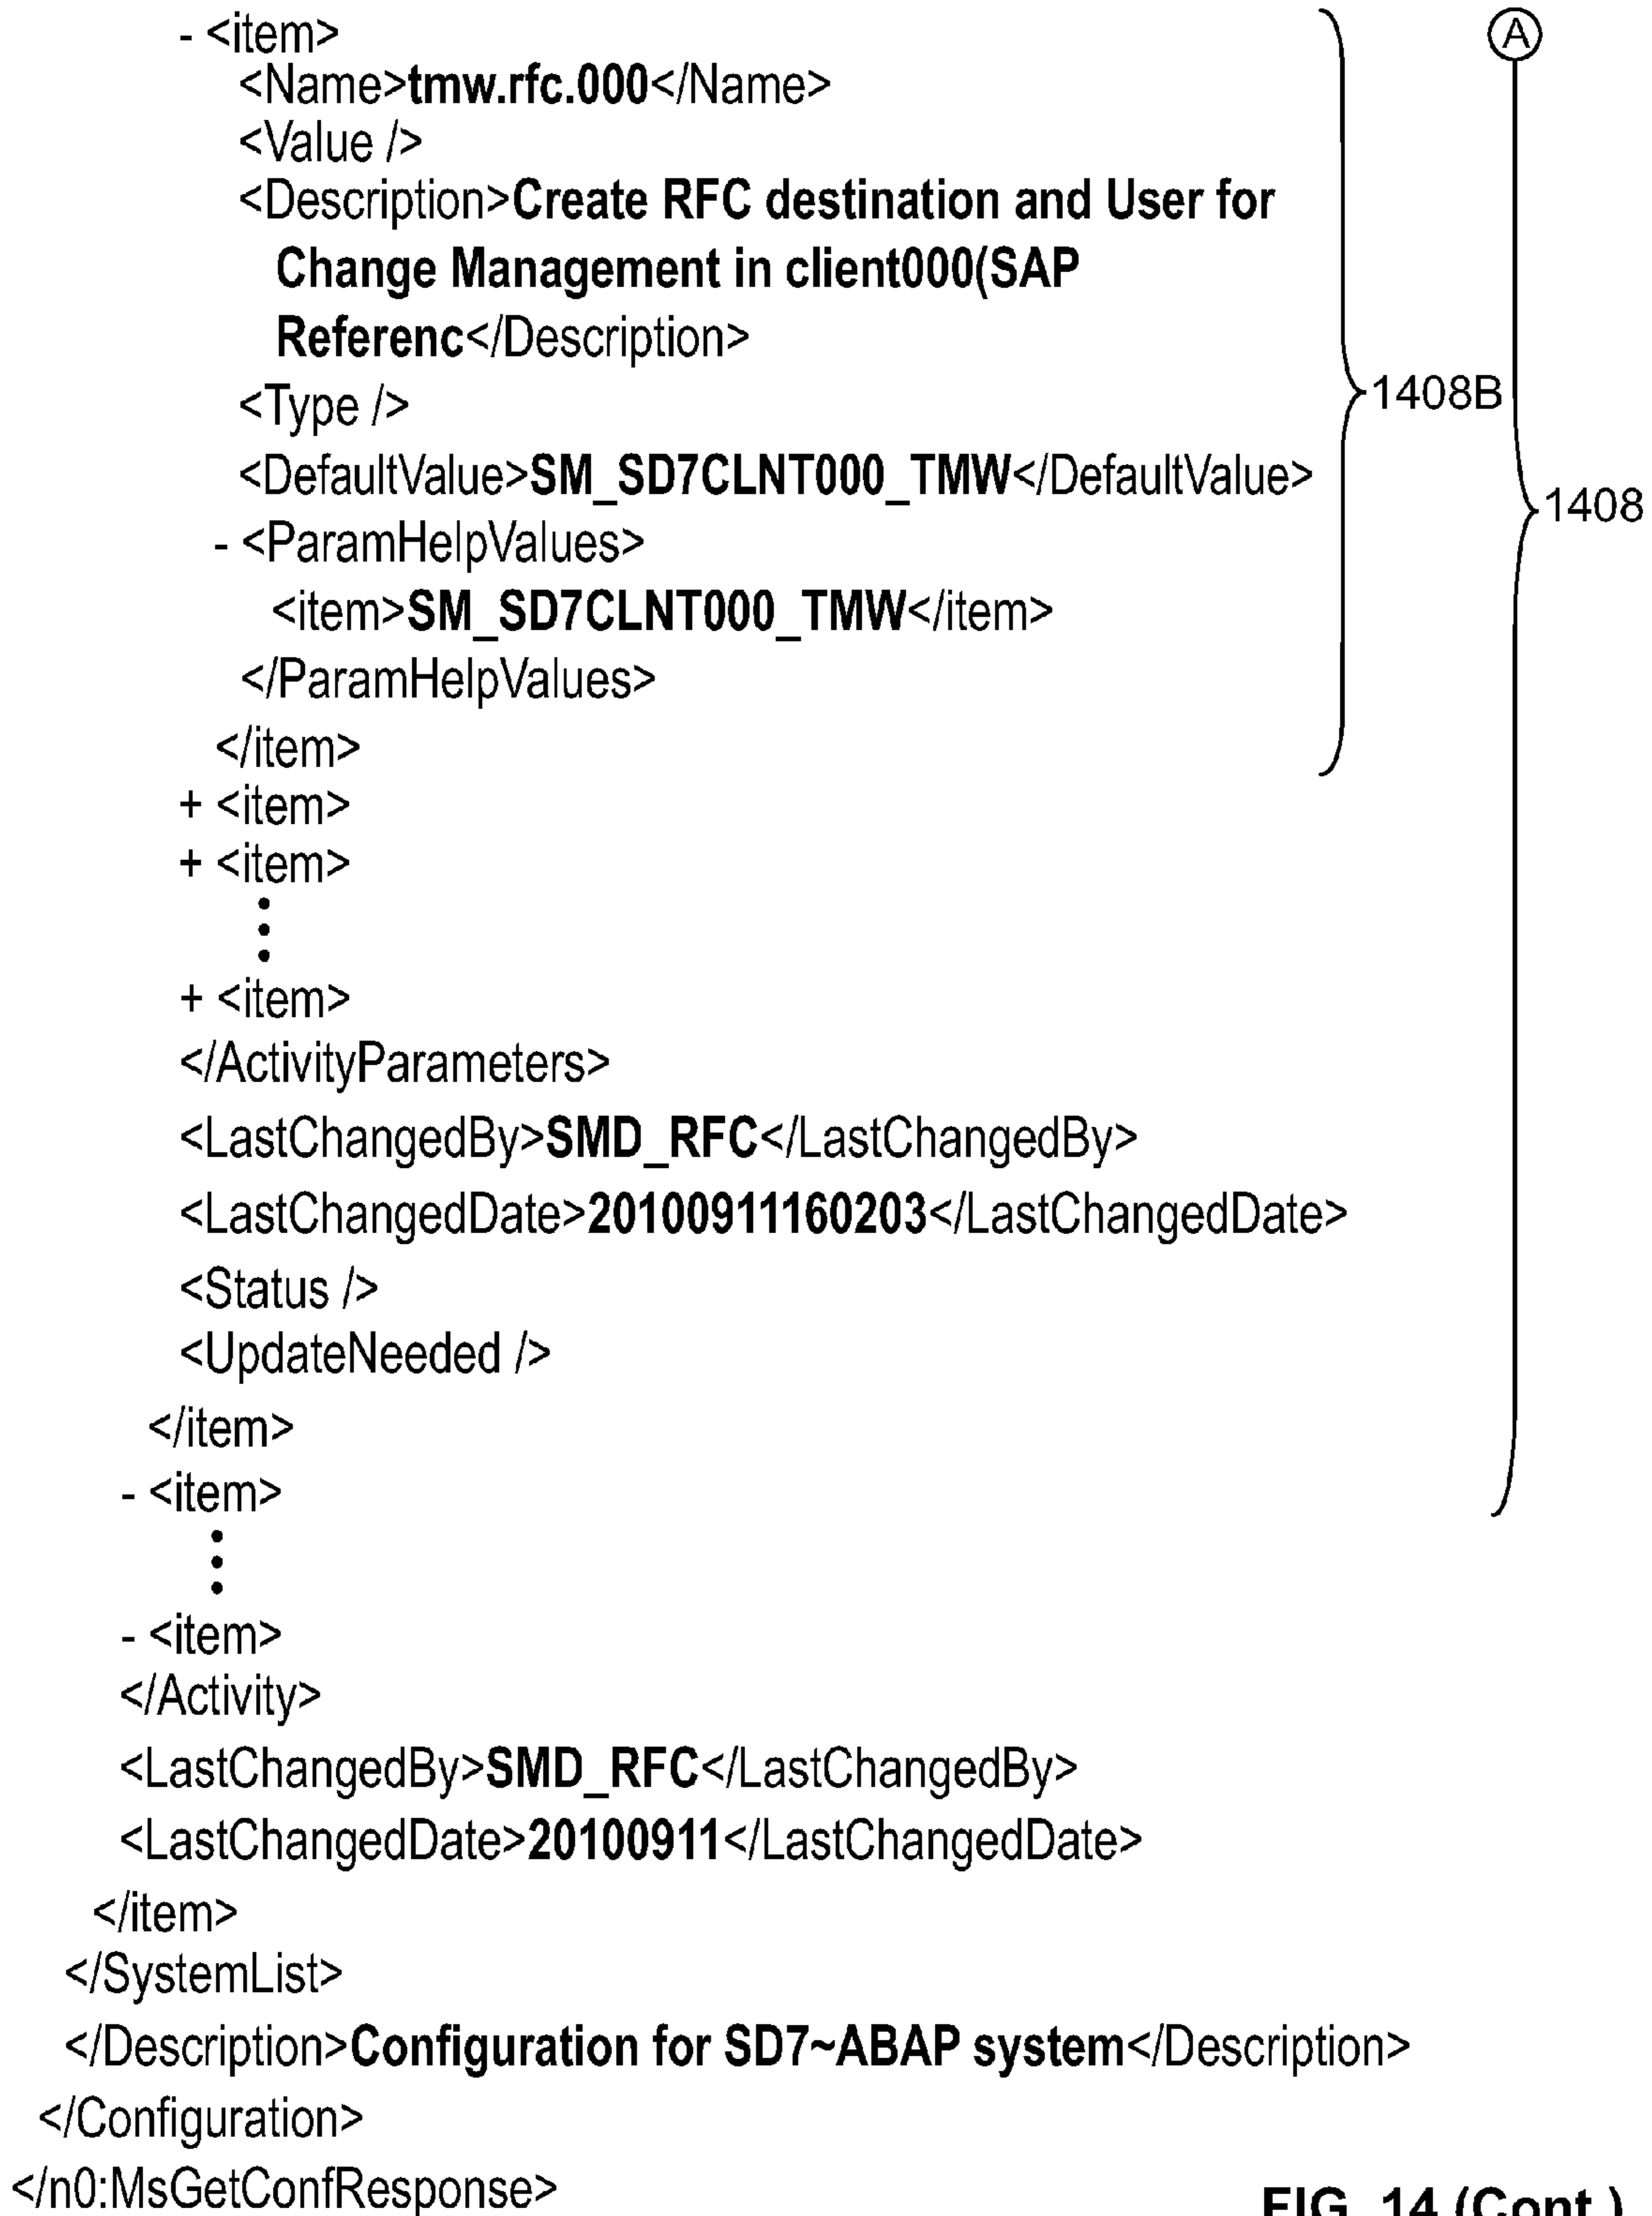 - <item>
Ⓐ
<Name>tmw.rfc.000</Name>
<Value />
<Description>Create RFC destination and User for
Change Management in client000(SAP
Referenc</Description>
<Type />
1408B
<DefaultValue>SM_SD7CLNT000_TMW</DefaultValue>
1408
- <ParamHelpValues>
<item>SM_SD7CLNT000_TMW</item>
</ParamHelpValues>
</item>
+ <item>
+ <item>
+ <item>
</ActivityParameters>
<LastChangedBy>SMD_RFC</LastChangedBy>
<LastChangedDate>20100911160203</LastChangedDate>
<Status />
<UpdateNeeded />
</item>
- <item>
- <item>
</Activity>
<LastChangedBy>SMD_RFC</LastChangedBy>
<LastChangedDate>20100911</LastChangedDate>
</item>
</SystemList>
</Description>Configuration for SD7~ABAP system</Description>
</Configuration>
</n0:MsGetConfResponse>
FIG. 14 (Cont.)